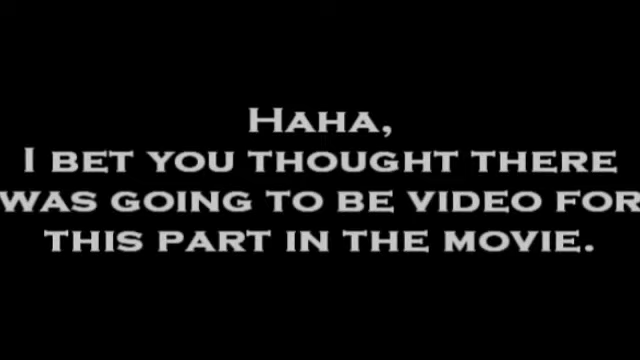 Haha,
I bet you thought there
was going to be video for
this part in the movie.